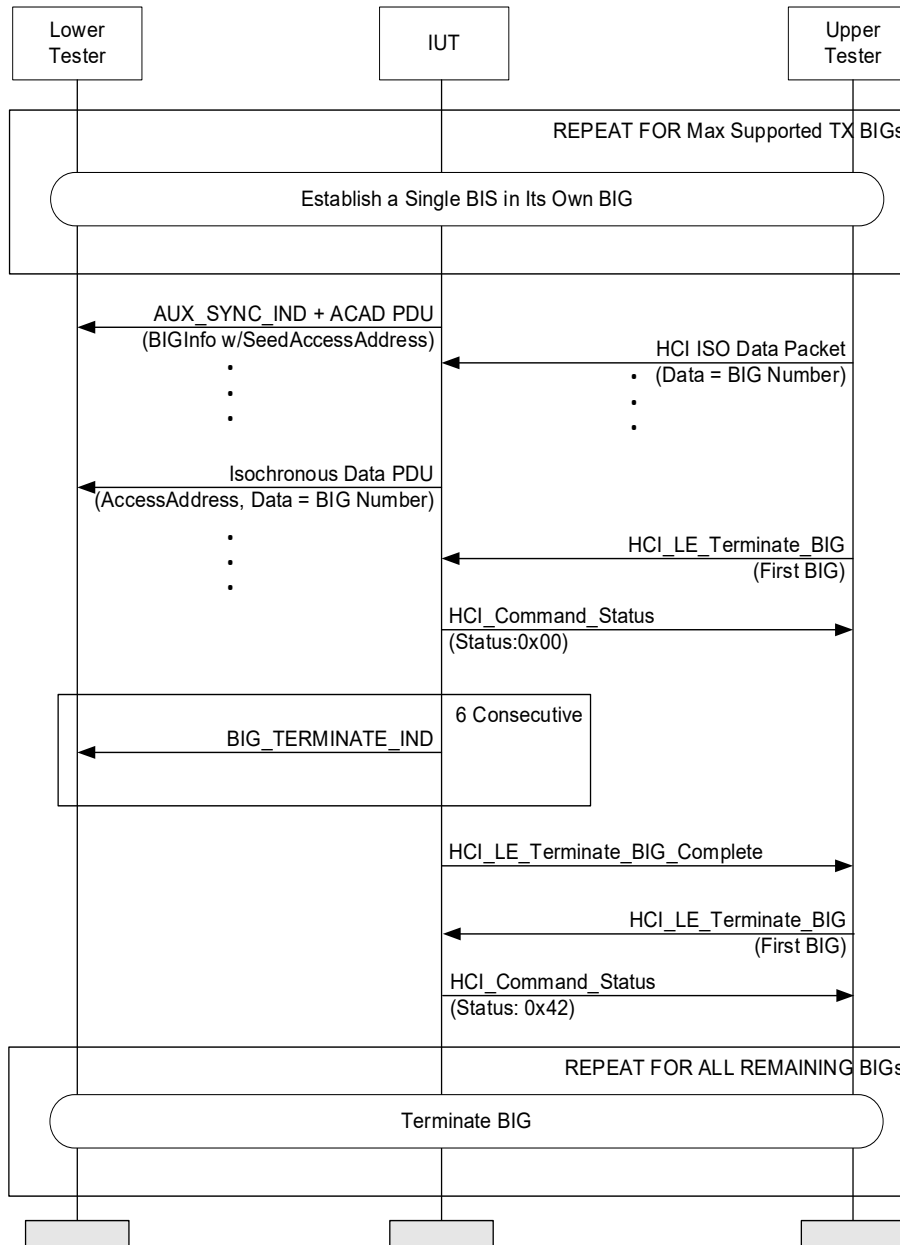 Lower
Tester
IUT
Upper
Tester
REPEAT FOR Max Supported TX BIGs
Establish a Single BIS in Its Own BIG
AUX_SYNC_IND + ACAD PDU
(BIGInfo w/SeedAccessAddress)
HCI ISO Data Packet
(Data = BIG Number)
Isochronous Data PDU
(AccessAddress, Data = BIG Number)
HCI_LE_Terminate_BIG
(First BIG)
HCI_Command_Status
(Status:0x00)
6 Consecutive
BIG_TERMINATE_IND
HCI_LE_Terminate_BIG_Complete
HCI_LE_Terminate_BIG
(First BIG)
HCI_Command_Status
(Status: 0x42)
REPEAT FOR ALL REMAINING BIGs
Terminate BIG